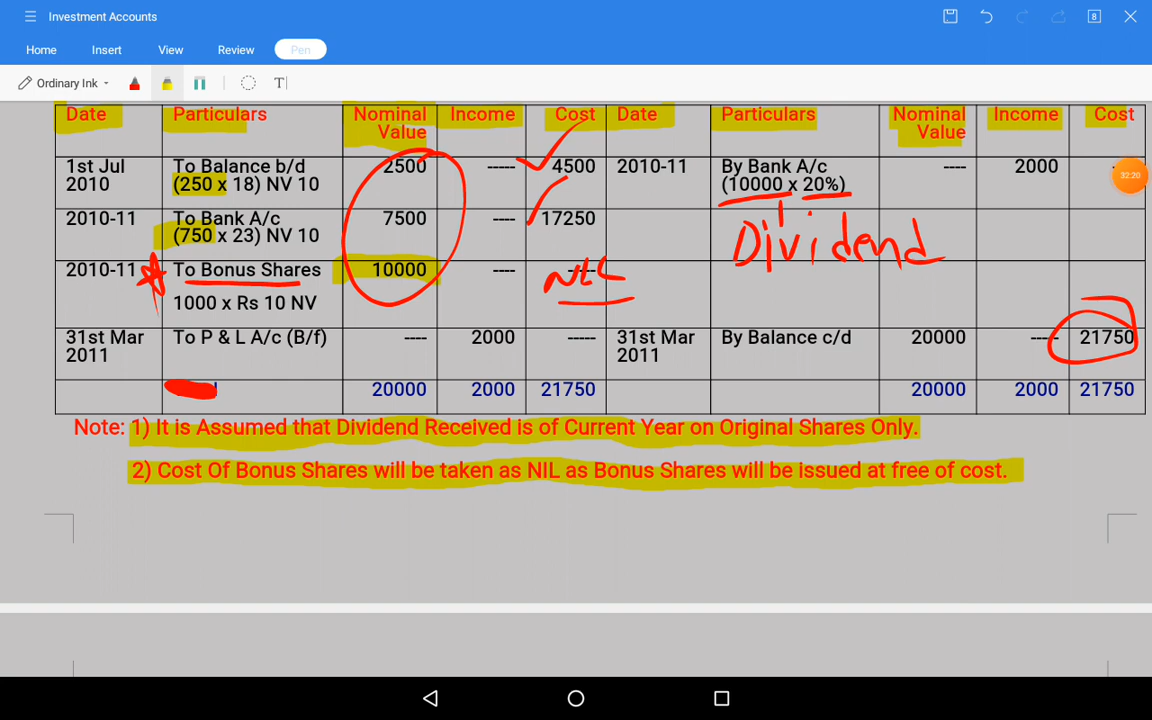 Investment Accounts
8
Home Insert View Review Pen
Ordinary Ink T
Date Particulars Nominal Value Income Cost Date Particulars Nominal Value Income Cost
1st Jul 2010 To Balance b/d (250 x 18) NV 10 2500 ----- 4500 2010-11 By Bank A/c (10000 x 20%) ---- 2000
32:20
2010-11 To Bank A/c (750 x 23) NV 10 7500 ---- 17250
Dividend
2010-11 To Bonus Shares 10000 ---- -----
NIL
1000 x Rs 10 NV
31st Mar 2011 To P & L A/c (B/f) ---- 2000 ----- 31st Mar 2011 By Balance c/d 20000 ----- 21750
20000 2000 21750 20000 2000 21750
Note: 1) It is Assumed that Dividend Received is of Current Year on Original Shares Only.
2) Cost Of Bonus Shares will be taken as NIL as Bonus Shares will be issued at free of cost.